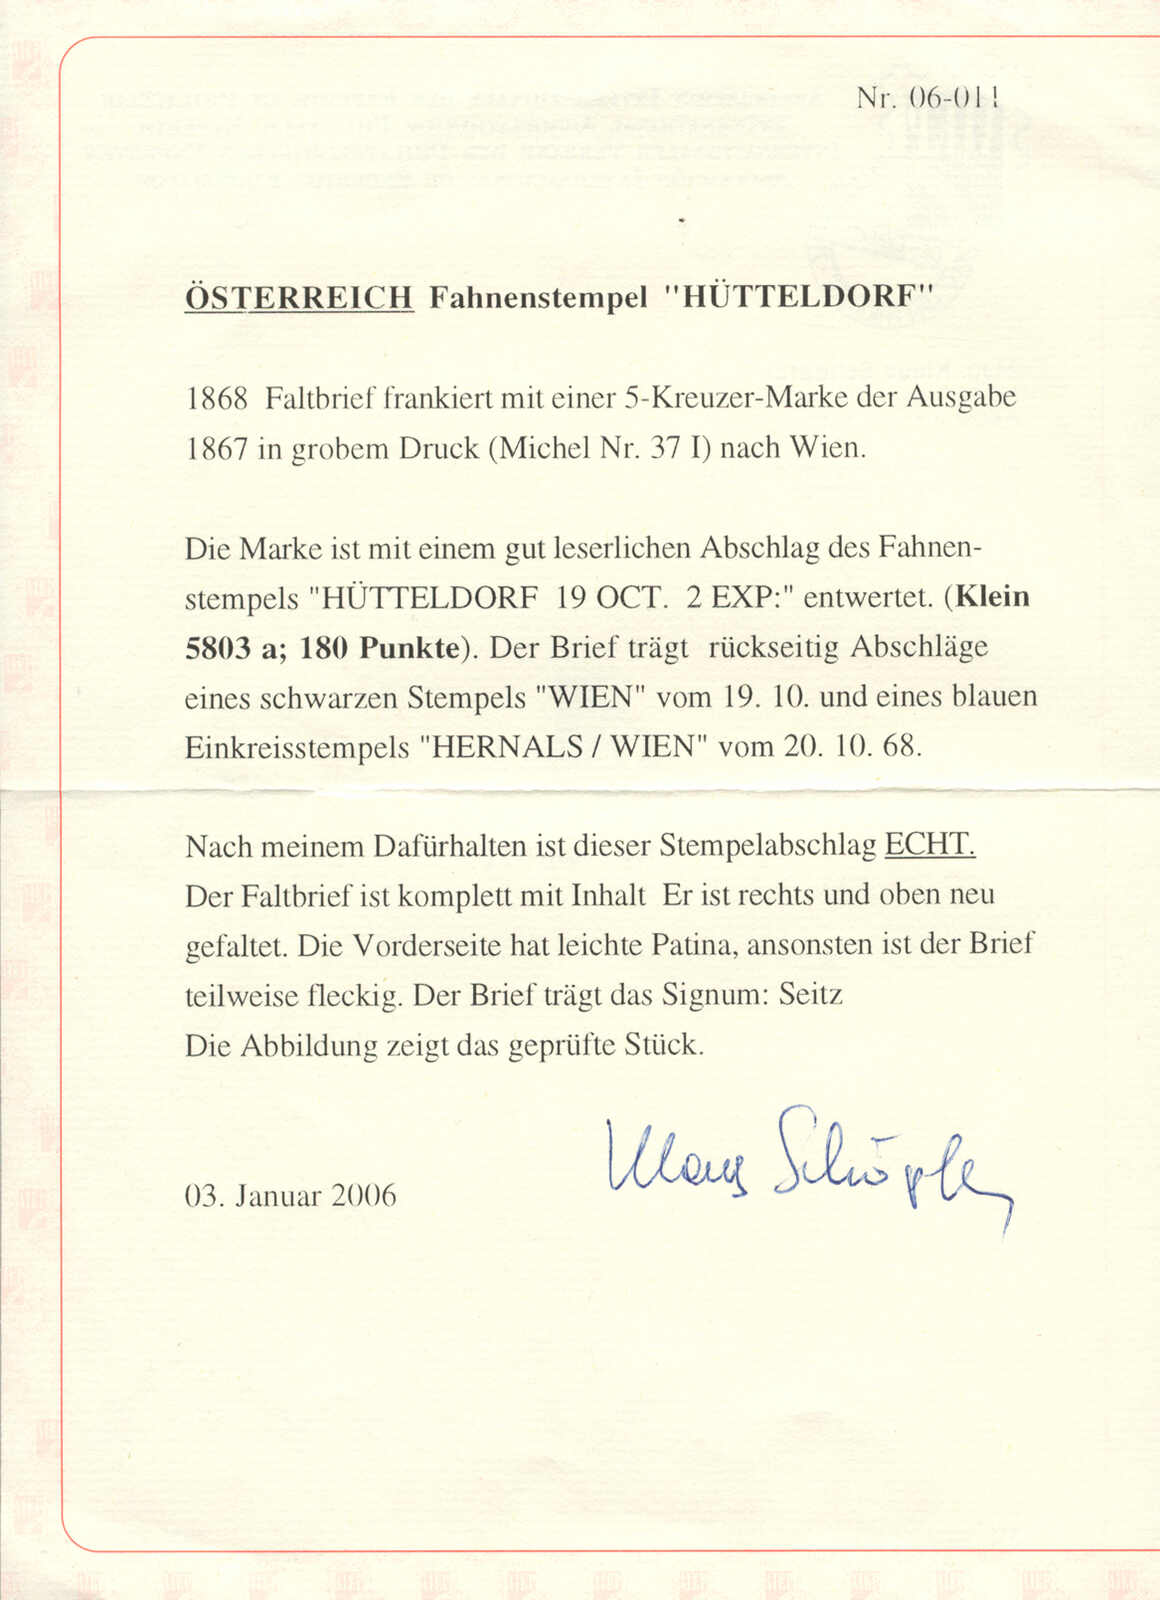 Nr. 06-011
ÖSTERREICH Fahnenstempel "HÜTTELDORF"
1868 Faltbrief frankiert mit einer 5-Kreuzer-Marke der Ausgabe
1867 in grobem Druck (Michel Nr. 37 I) nach Wien.
Die Marke ist mit einem gut leserlichen Abschlag des Fahnen-
stempels "HÜTTELDORF 19 OCT. 2 EXP:" entwertet. (Klein
5803 a; 180 Punkte). Der Brief trägt rückseitig Abschläge
eines schwarzen Stempels "WIEN" vom 19. 10. und eines blauen
Einkreisstempels "HERNALS / WIEN" vom 20. 10. 68.
Nach meinem Dafürhalten ist dieser Stempelabschlag ECHT.
Der Faltbrief ist komplett mit Inhalt Er ist rechts und oben neu
gefaltet. Die Vorderseite hat leichte Patina, ansonsten ist der Brief
teilweise fleckig. Der Brief trägt das Signum: Seitz
Die Abbildung zeigt das geprüfte Stück.
Klaus Schöpfer
03. Januar 2006